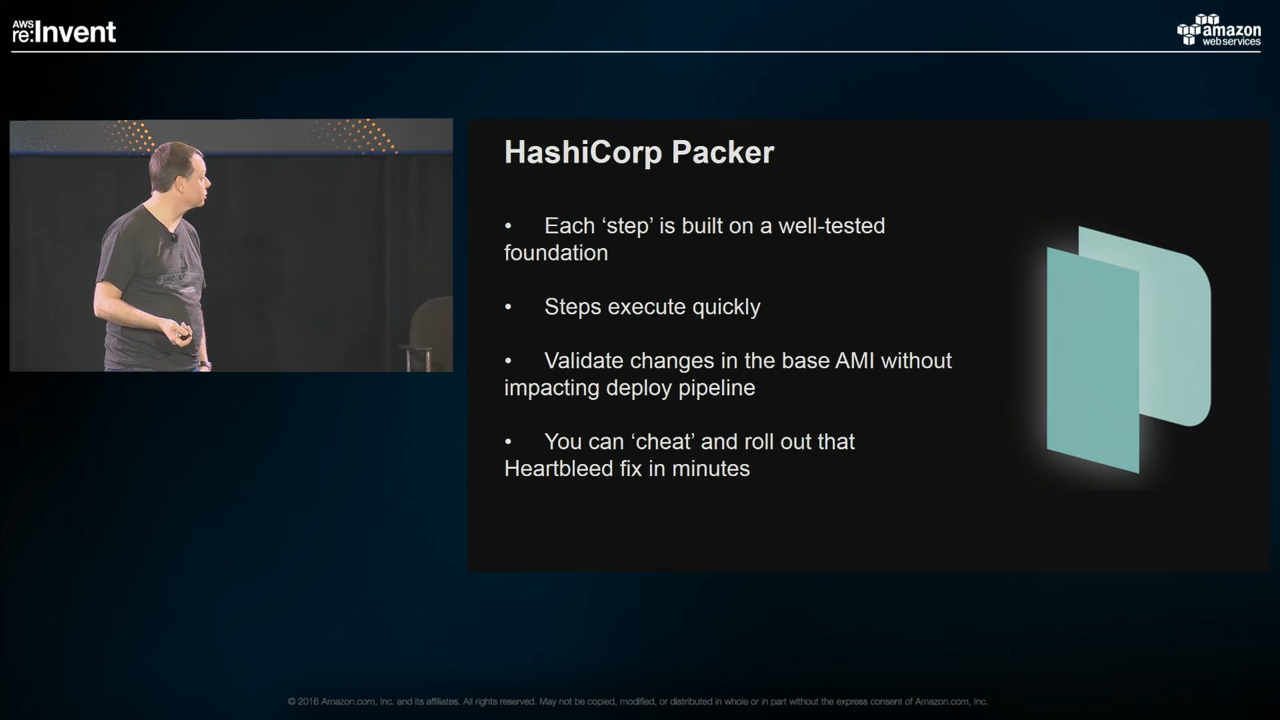 AWS
re:Invent
amazon
web services
HashiCorp Packer
• Each ‘step’ is built on a well-tested
foundation
• Steps execute quickly
• Validate changes in the base AMI without
impacting deploy pipeline
• You can ‘cheat’ and roll out that
Heartbleed fix in minutes
© 2016 Amazon.com, Inc. and its affiliates. All rights reserved. May not be copied, modified, or distributed in whole or in part without the express consent of Amazon.com, Inc.